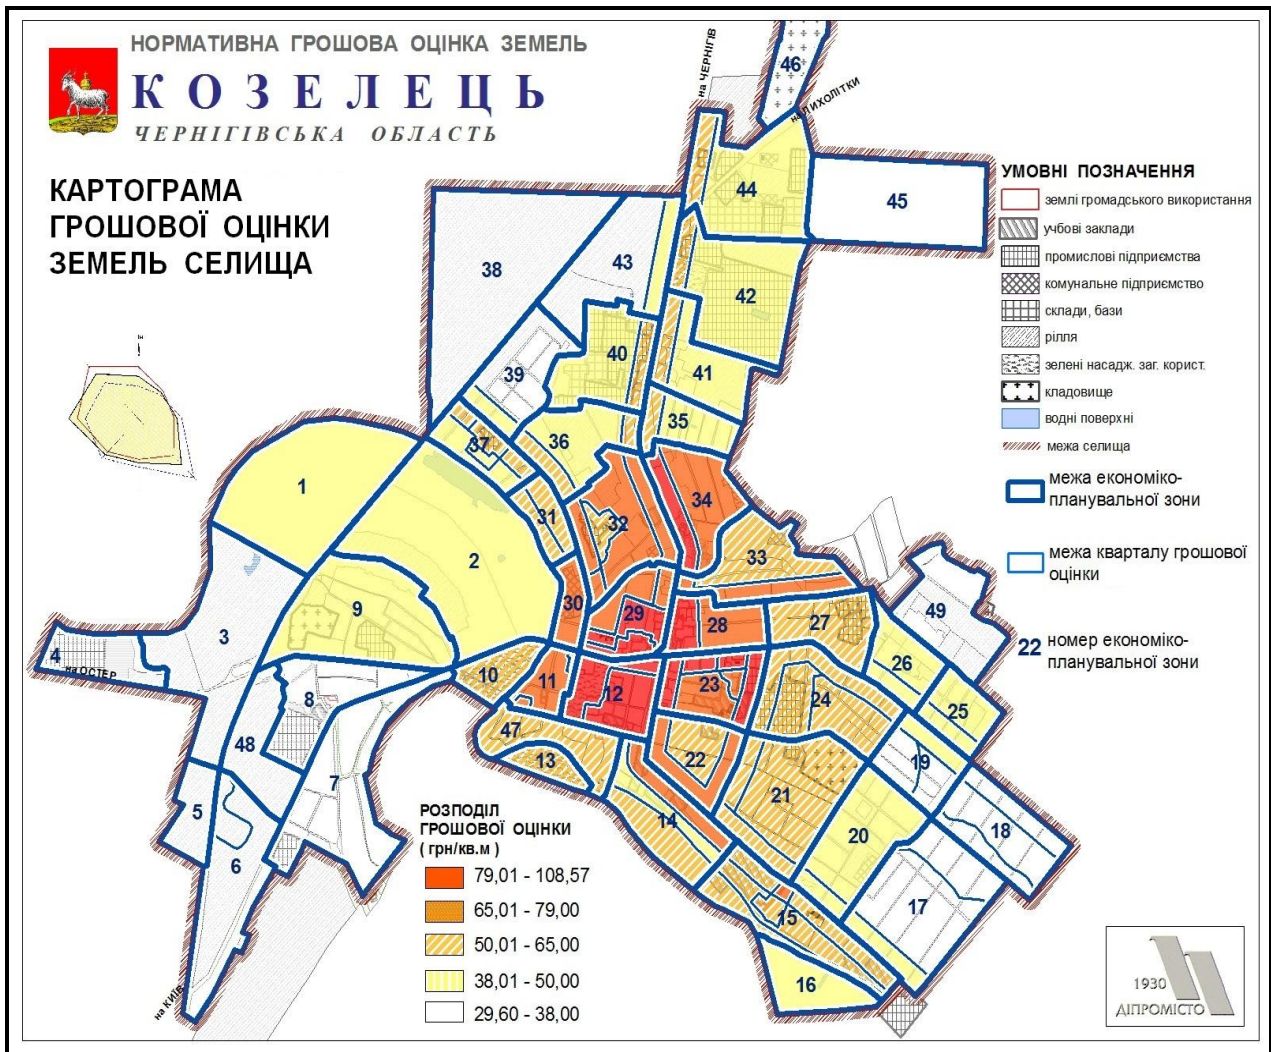 НОРМАТИВНА ГРОШОВА ОЦІНКА ЗЕМЕЛЬ
КОЗЕЛЕЦЬ
ЧЕРНІГІВСЬКА ОБЛАСТЬ
КАРТОГРАМА
ГРОШОВОЇ ОЦІНКИ
ЗЕМЕЛЬ СЕЛИЩА
на ЧЕРНІГІВ
46
на ЛИХОЛІТКИ
44
45
43
38
42
40
39
41
35
36
37
1
34
31
32
2
33
30
9
29
28
27
49
3
4
на ОСТЕР
26
10
11
12
23
24
8
25
47
48
22
13
19
7
21
5
14
20
18
6
15
17
16
на КИЇВ
УМОВНІ ПОЗНАЧЕННЯ
землі громадського використання
учбові заклади
промислові підприємства
комунальне підприємство
склади, бази
рілля
зелені насадж. заг. корист.
кладовище
водні поверхні
межа селища
межа економіко-
планувальної зони
межа кварталу грошової
оцінки
22 номер економіко-
планувальної зони
РОЗПОДІЛ
ГРОШОВОЇ ОЦІНКИ
( грн/кв.м )
79,01 - 108,57
65,01 - 79,00
50,01 - 65,00
38,01 - 50,00
29,60 - 38,00
1930
ДІПРОМІСТО